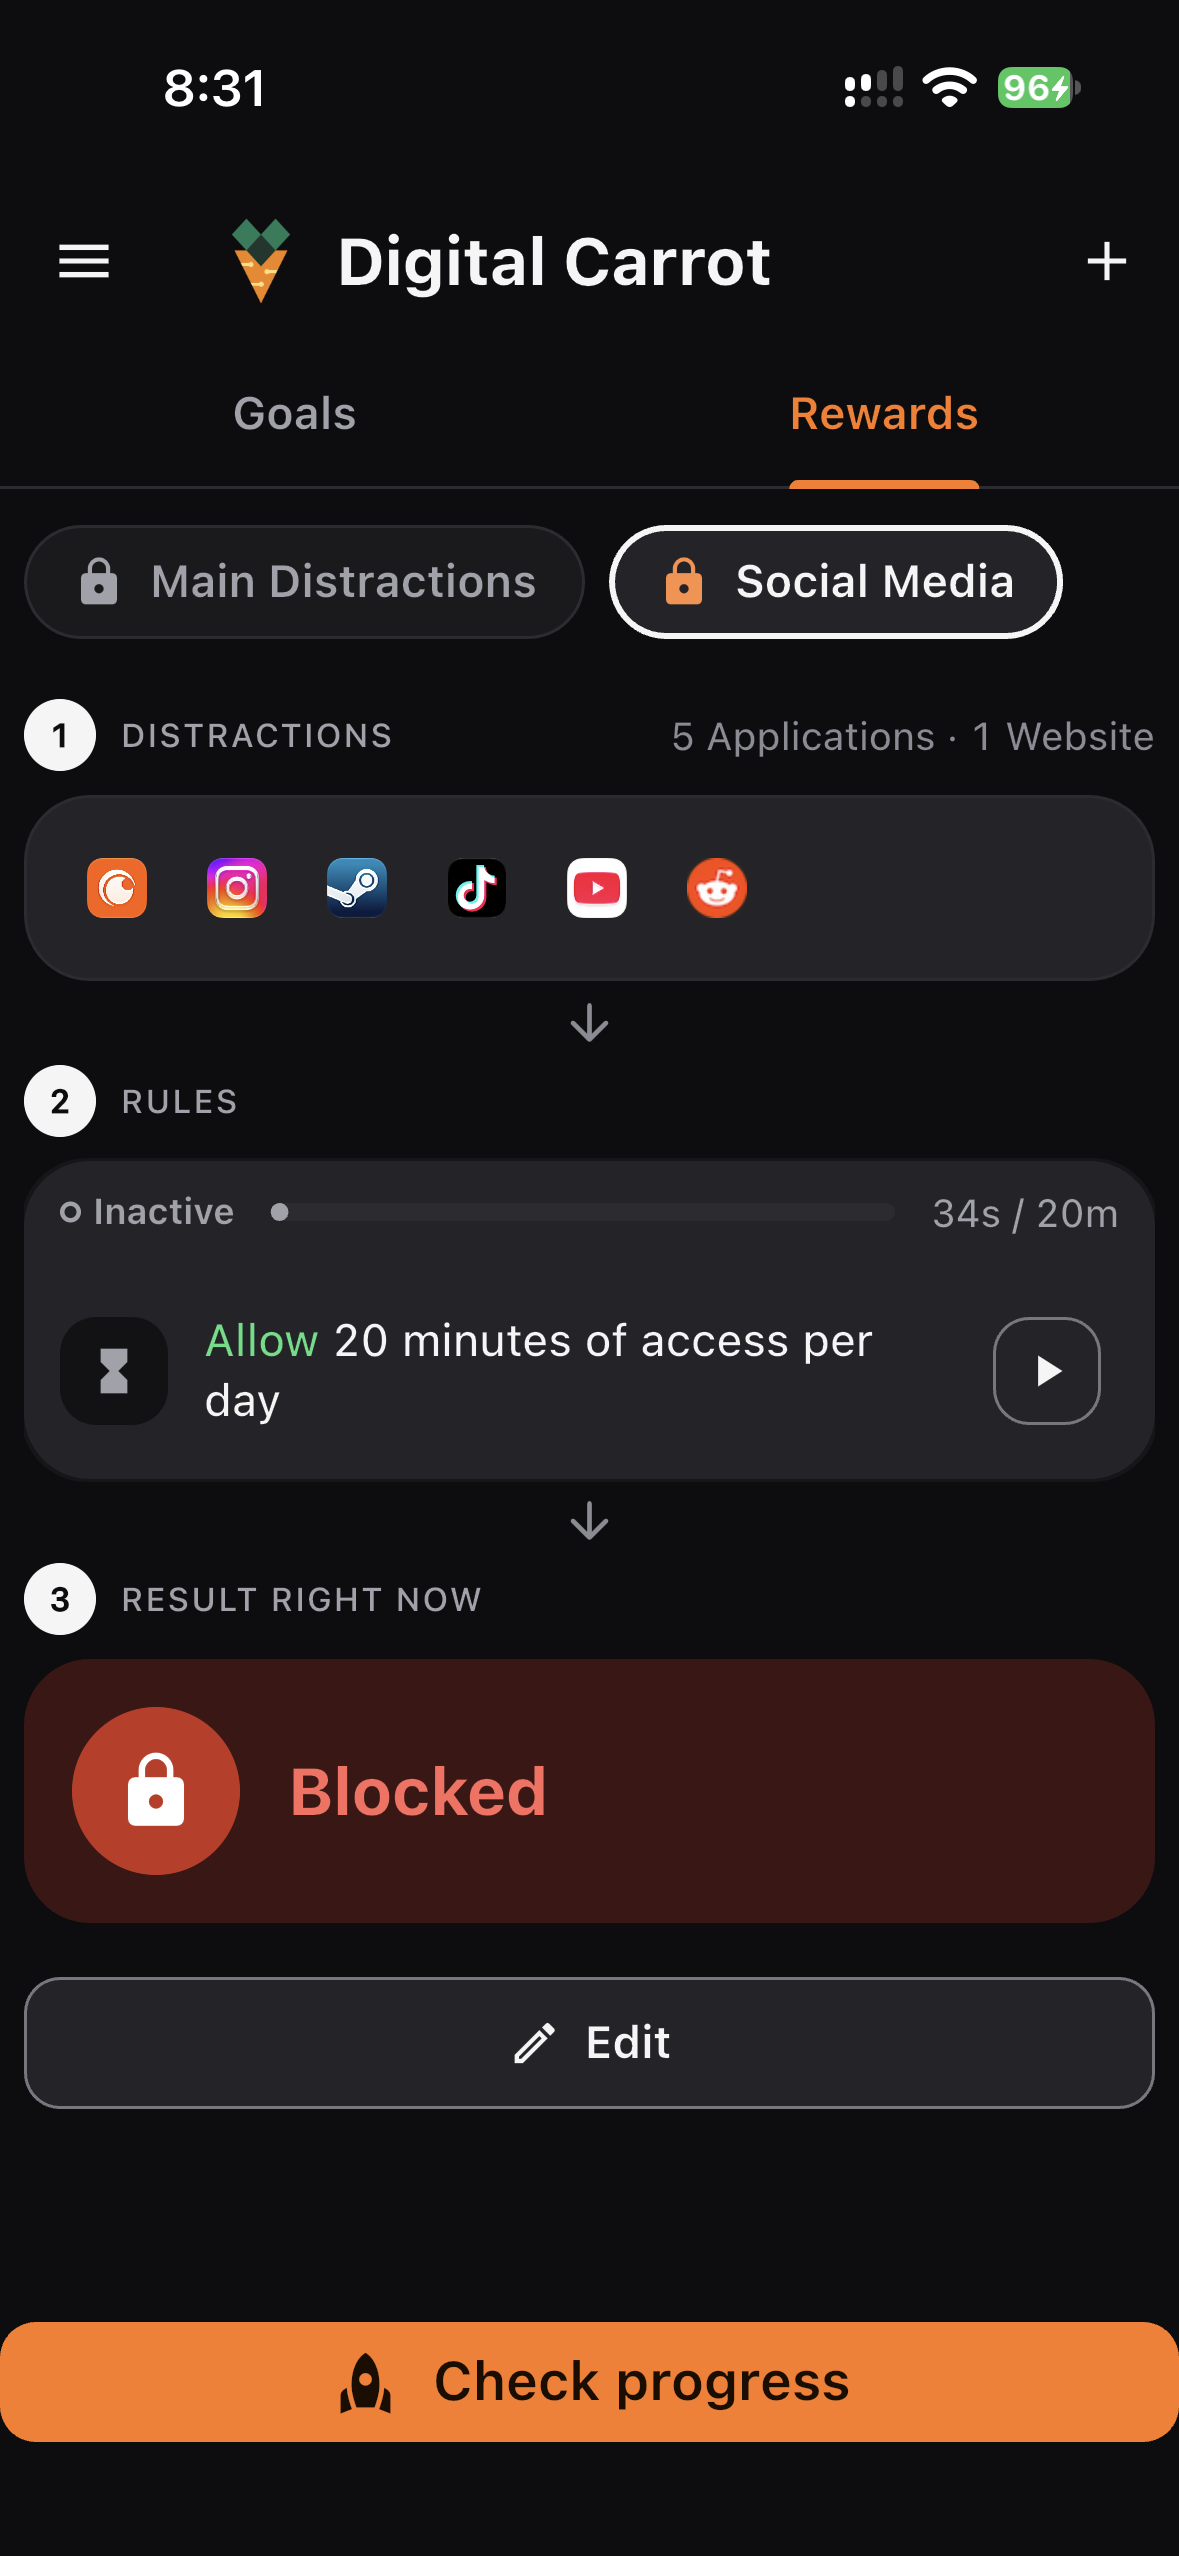 8:31
96
Digital Carrot
Goals
Rewards
Main Distractions
Social Media
1 DISTRACTIONS
5 Applications · 1 Website
2 RULES
Inactive
34s / 20m
Allow 20 minutes of access per
day
3 RESULT RIGHT NOW
Blocked
Edit
Check progress